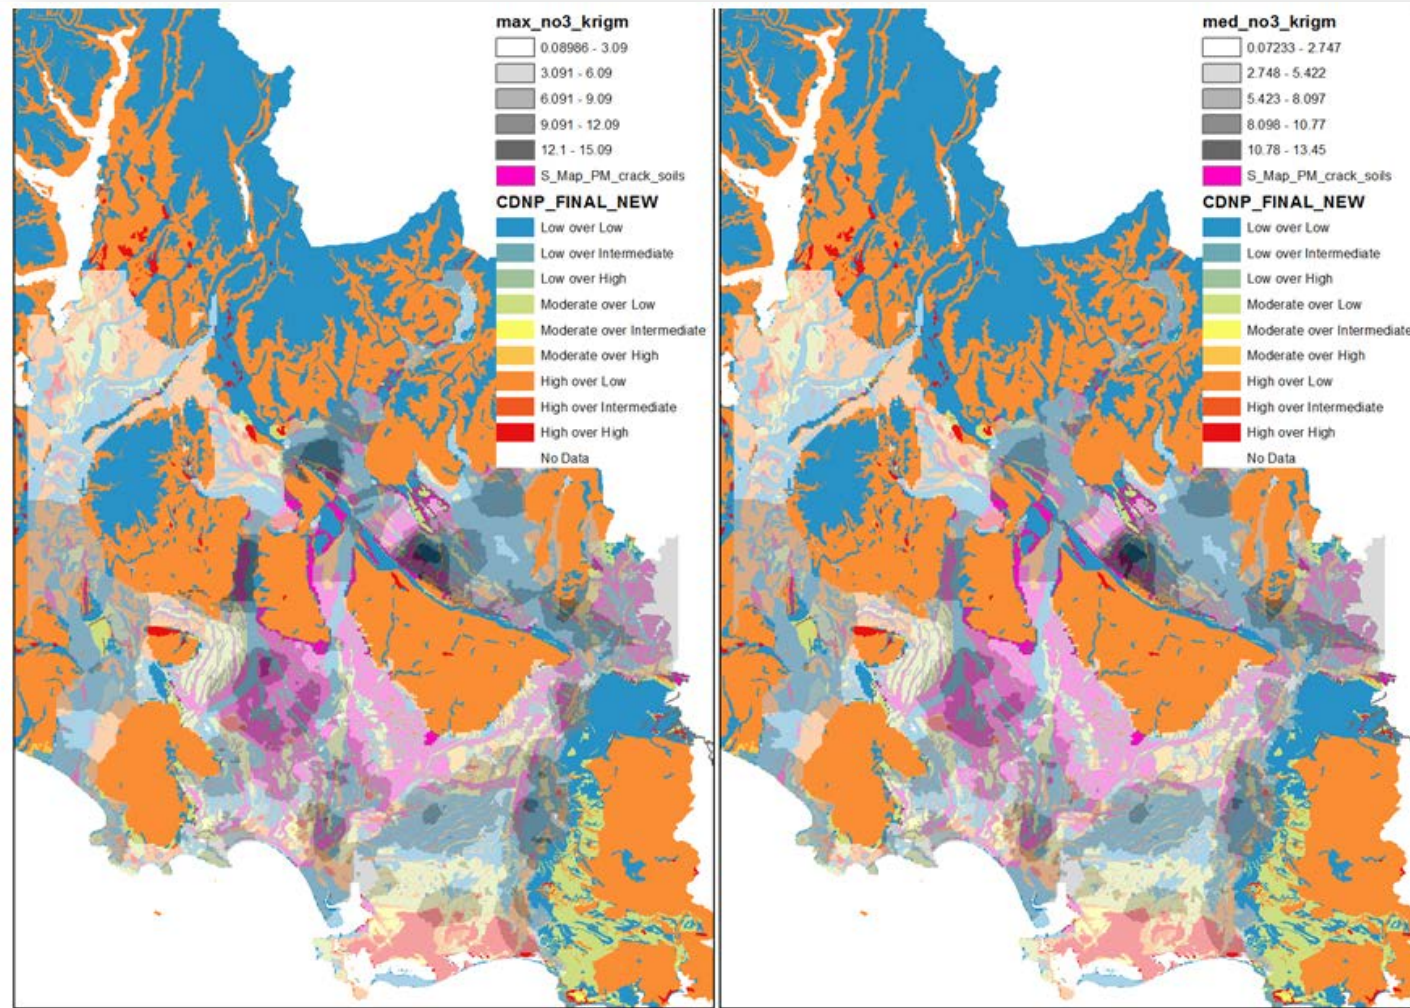 max_no3_krigm
0.08986 - 3.09
3.091 - 6.09
6.091 - 9.09
9.091 - 12.09
12.1 - 15.09
S_Map_PM_crack_soils
CDNP_FINAL_NEW
Low over Low
Low over Intermediate
Low over High
Moderate over Low
Moderate over Intermediate
Moderate over High
High over Low
High over Intermediate
High over High
No Data
med_no3_krigm
0.07233 - 2.747
2.748 - 5.422
5.423 - 8.097
8.098 - 10.77
10.78 - 13.45
S_Map_PM_crack_soils
CDNP_FINAL_NEW
Low over Low
Low over Intermediate
Low over High
Moderate over Low
Moderate over Intermediate
Moderate over High
High over Low
High over Intermediate
High over High
No Data